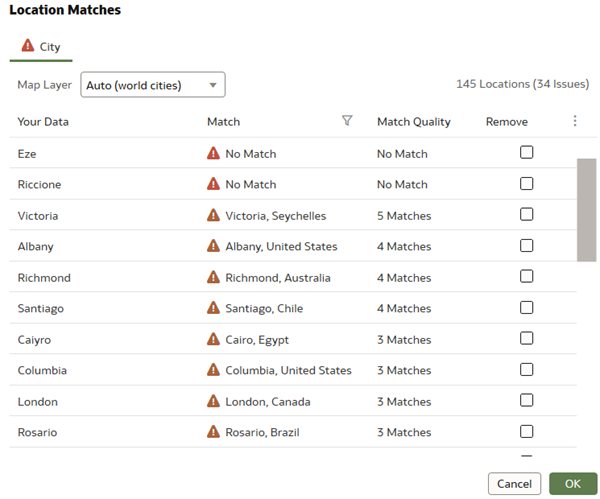 Location Matches
City
Map Layer Auto (world cities) 145 Locations (34 Issues)
Your Data Match Match Quality Remove
Eze No Match No Match
Riccione No Match No Match
Victoria Victoria, Seychelles 5 Matches
Albany Albany, United States 4 Matches
Richmond Richmond, Australia 4 Matches
Santiago Santiago, Chile 4 Matches
Caiyro Cairo, Egypt 3 Matches
Columbia Columbia, United States 3 Matches
London London, Canada 3 Matches
Rosario Rosario, Brazil 3 Matches
Cancel OK